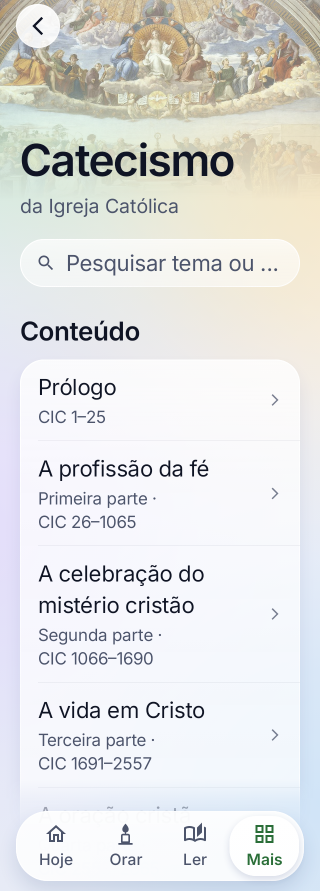 Catecismo
da Igreja Católica
Pesquisar tema ou ...
Conteúdo
Prólogo
CIC 1–25
A profissão da fé
Primeira parte ·
CIC 26–1065
A celebração do
mistério cristão
Segunda parte ·
CIC 1066–1690
A vida em Cristo
Terceira parte ·
CIC 1691–2557
Hoje
Orar
Ler
Mais